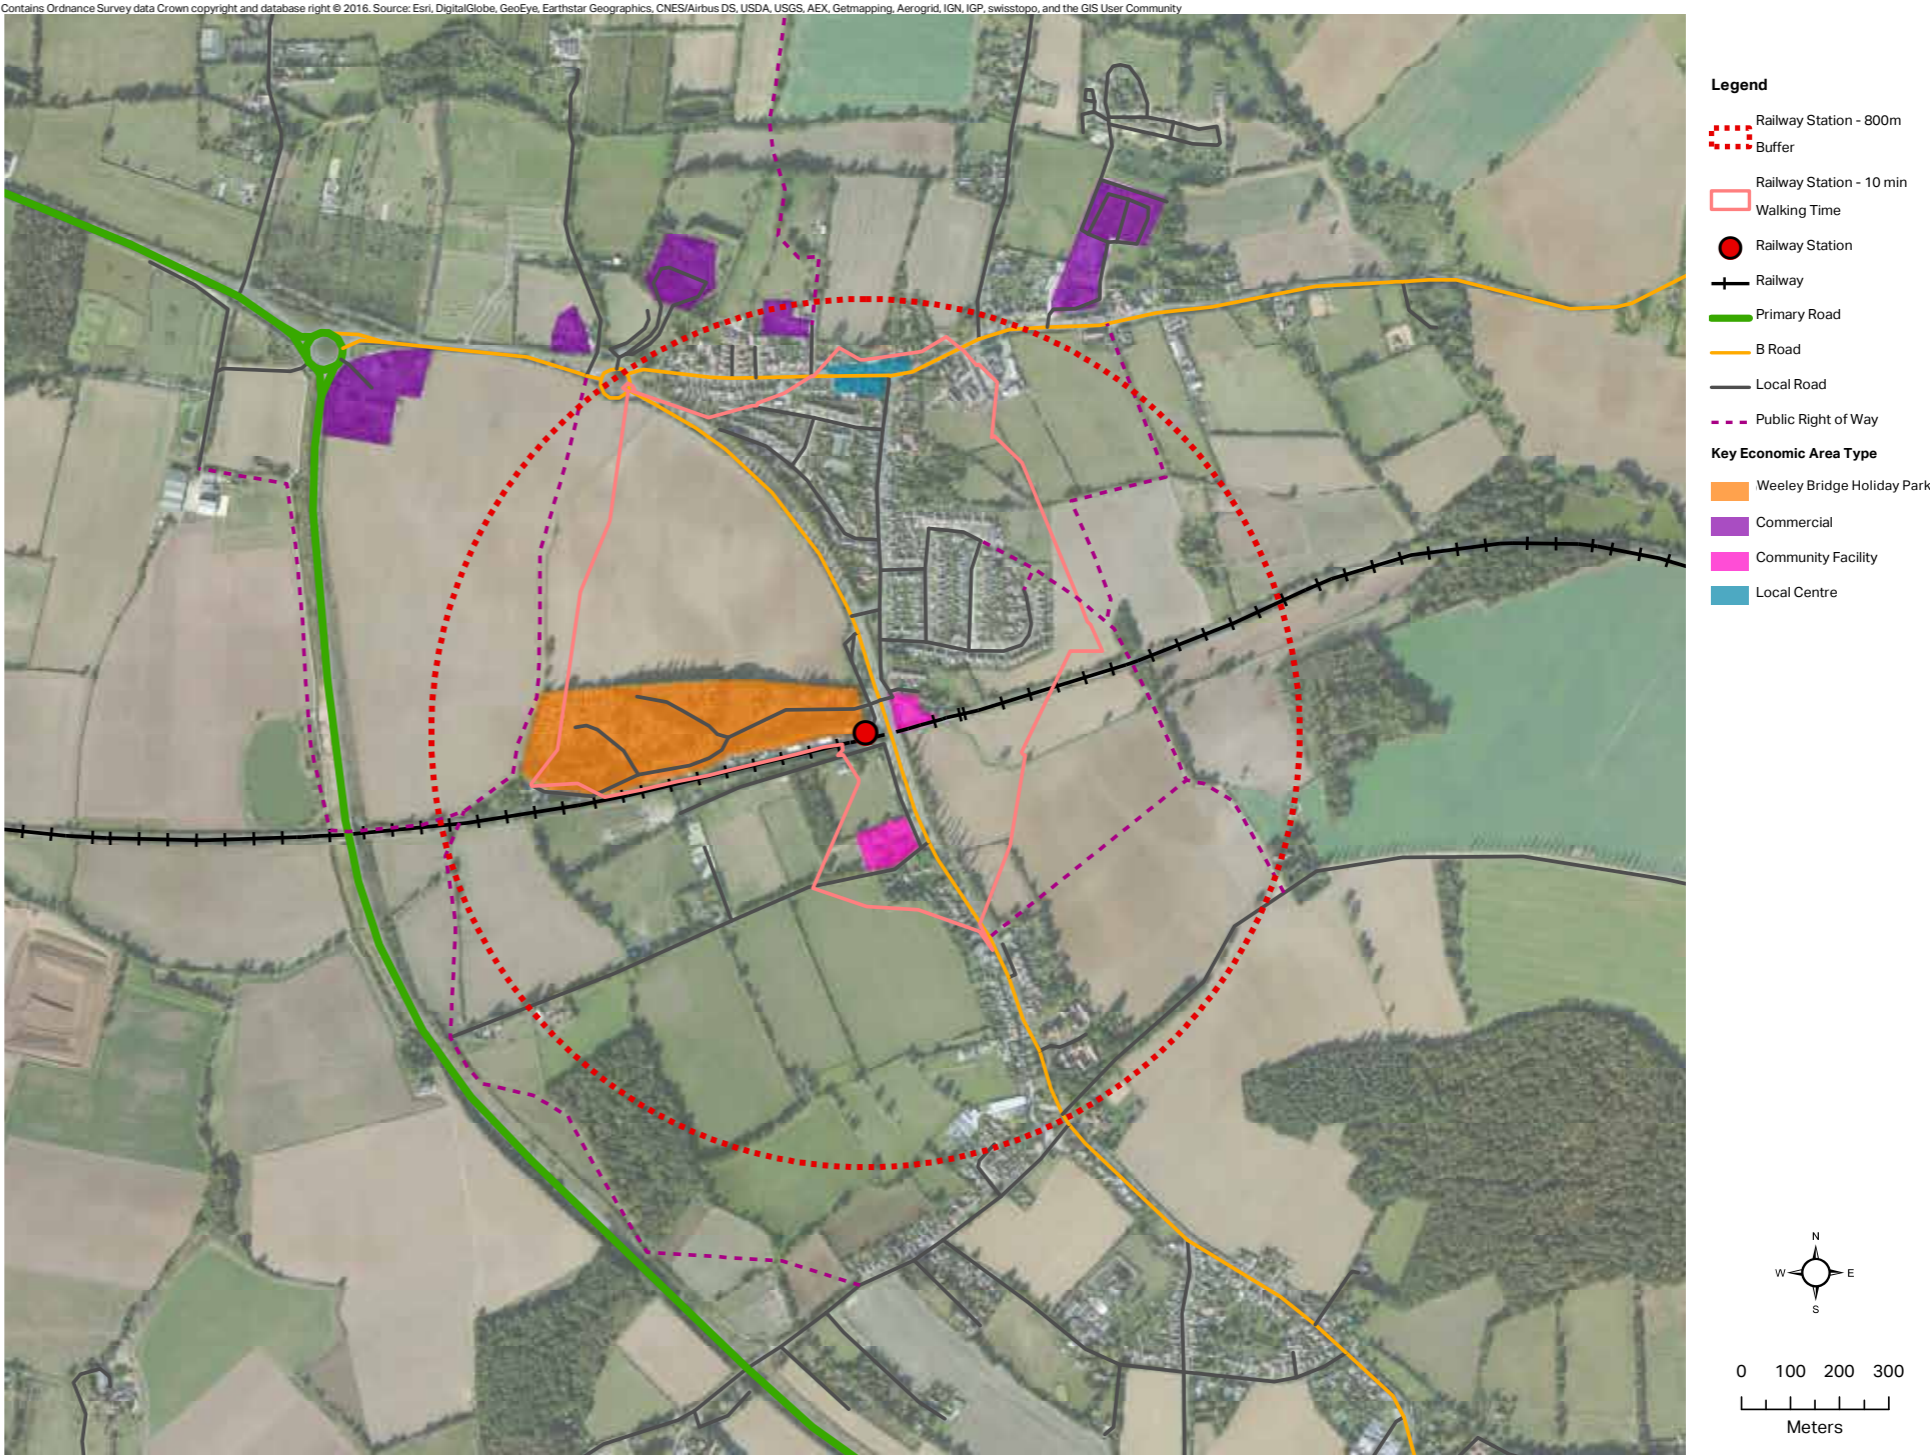 Contains Ordnance Survey data Crown copyright and database right © 2016. Source: Esri, DigitalGlobe, GeoEye, Earthstar Geographics, CNES/Airbus DS, USDA, USGS, AEX, Getmapping, Aerogrid, IGN, IGP, swisstopo, and the GIS User Community
Legend
Railway Station - 800m
Buffer
Railway Station - 10 min
Walking Time
Railway Station
Railway
Primary Road
B Road
Local Road
Public Right of Way
Key Economic Area Type
Weeley Bridge Holiday Park
Commercial
Community Facility
Local Centre
N
W E
S
0 100 200 300
Meters